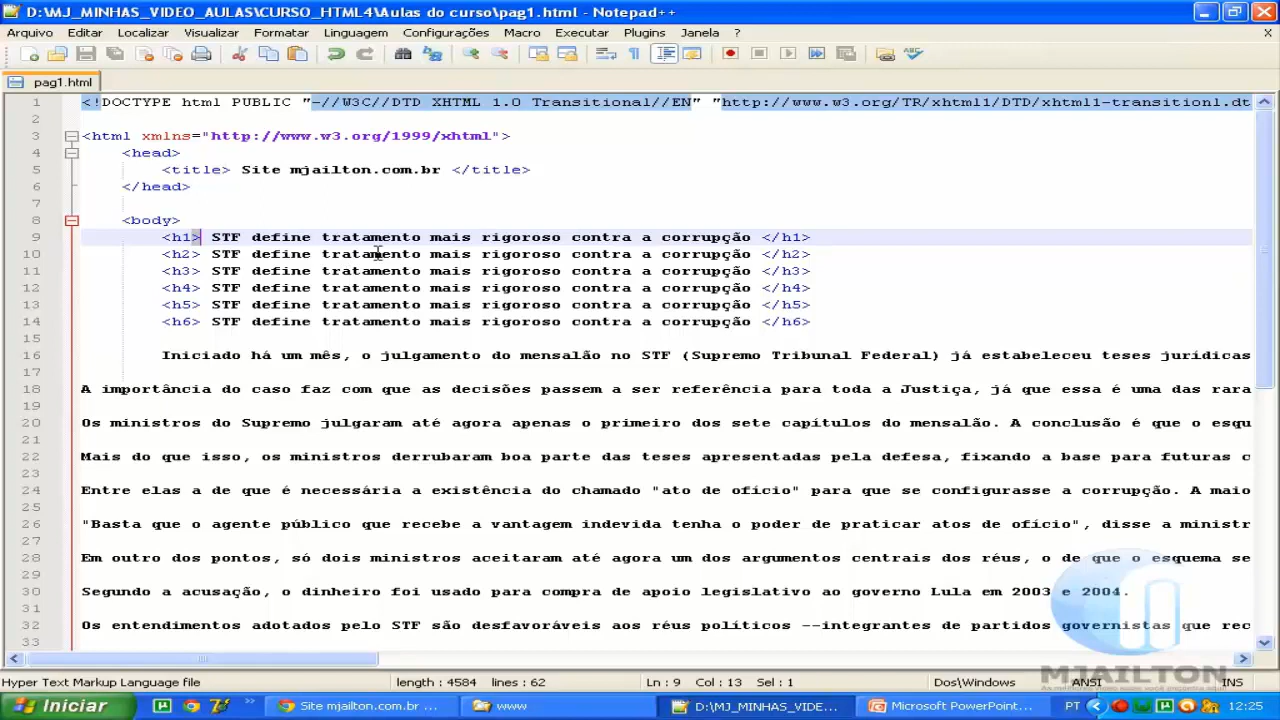 D:\MJ_MINHAS_VIDEO_AULAS\CURSO_HTML4\Aulas do curso\pag1.html - Notepad++
Arquivo Editar Localizar Visualizar Formatar Linguagem Configurações Macro Executar Plugins Janela ? X
pag1.html
1 <!DOCTYPE html PUBLIC "-//W3C//DTD XHTML 1.0 Transitional//EN" "http://www.w3.org/TR/xhtml1/DTD/xhtml1-transition1.dt
2
3 <html xmlns="http://www.w3.org/1999/xhtml">
4 <head>
5 <title> Site mjailton.com.br </title>
6 </head>
7
8 <body>
9 <h1> STF define tratamento mais rigoroso contra a corrupção </h1>
10 <h2> STF define tratamento mais rigoroso contra a corrupção </h2>
11 <h3> STF define tratamento mais rigoroso contra a corrupção </h3>
12 <h4> STF define tratamento mais rigoroso contra a corrupção </h4>
13 <h5> STF define tratamento mais rigoroso contra a corrupção </h5>
14 <h6> STF define tratamento mais rigoroso contra a corrupção </h6>
15
16 Iniciado há um mês, o julgamento do mensalão no STF (Supremo Tribunal Federal) já estabeleceu teses jurídicas
17
18 A importância do caso faz com que as decisões passem a ser referência para toda a Justiça, já que essa é uma das rara
19
20 Os ministros do Supremo julgaram até agora apenas o primeiro dos sete capítulos do mensalão. A conclusão é que o esqu
21
22 Mais do que isso, os ministros derrubaram boa parte das teses apresentadas pela defesa, fixando a base para futuras c
23
24 Entre elas a de que é necessária a existência do chamado "ato de ofício" para que se configurasse a corrupção. A maio
25
26 "Basta que o agente público que recebe a vantagem indevida tenha o poder de praticar atos de ofício", disse a ministr
27
28 Em outro dos pontos, só dois ministros aceitaram até agora um dos argumentos centrais dos réus, o de que o esquema se
29
30 Segundo a acusação, o dinheiro foi usado para compra de apoio legislativo ao governo Lula em 2003 e 2004.
31
32 Os entendimentos adotados pelo STF são desfavoráveis aos réus políticos --integrantes de partidos governistas que rec
33
MJAILTON
Hyper Text Markup Language file length : 4584 lines : 62 Ln : 9 Col : 13 Sel : 1 Dos\Windows ANSI INS
Iniciar Site mjailton.com.br ... www D:\MJ_MINHAS_VIDE... Microsoft PowerPoint... PT 12:25